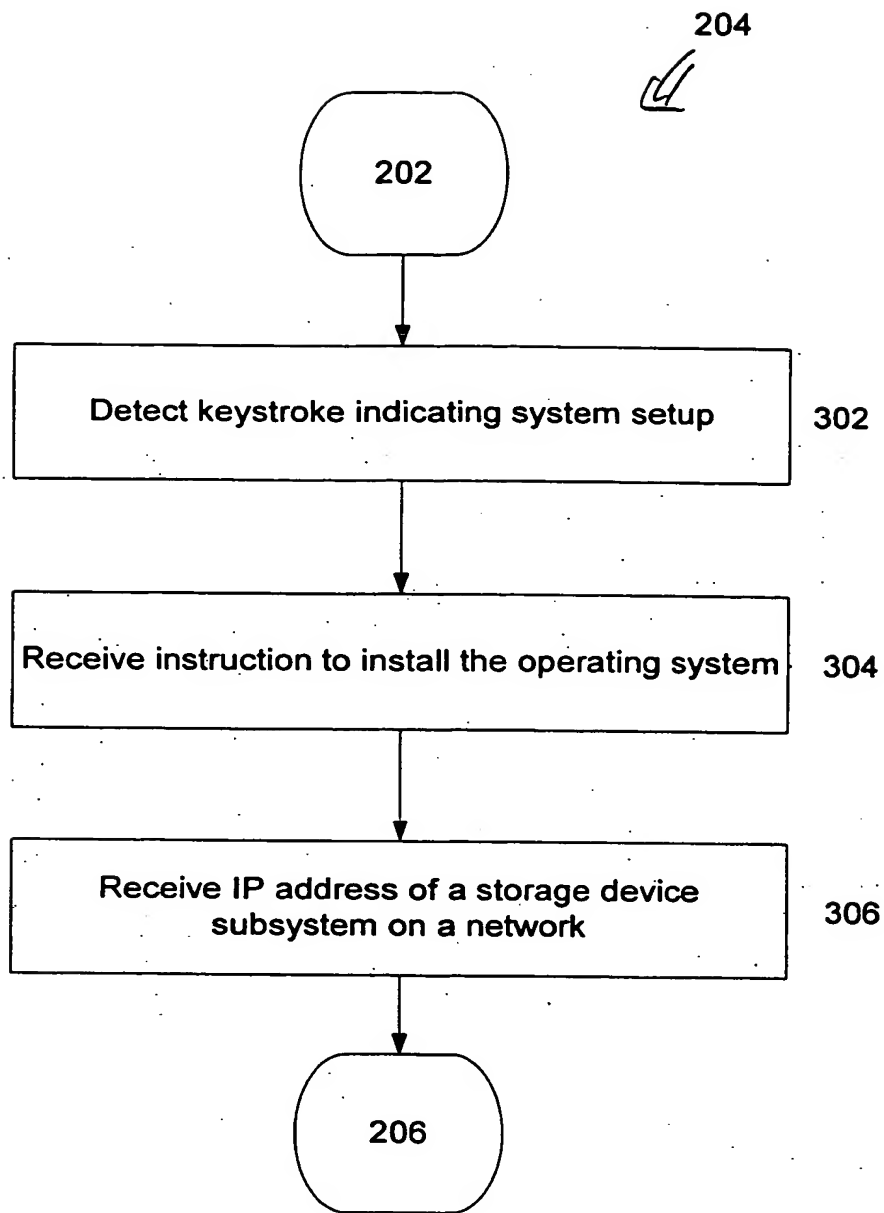 204
202
Detect keystroke indicating system setup
302
Receive instruction to install the operating system
304
Receive IP address of a storage device
subsystem on a network
306
206